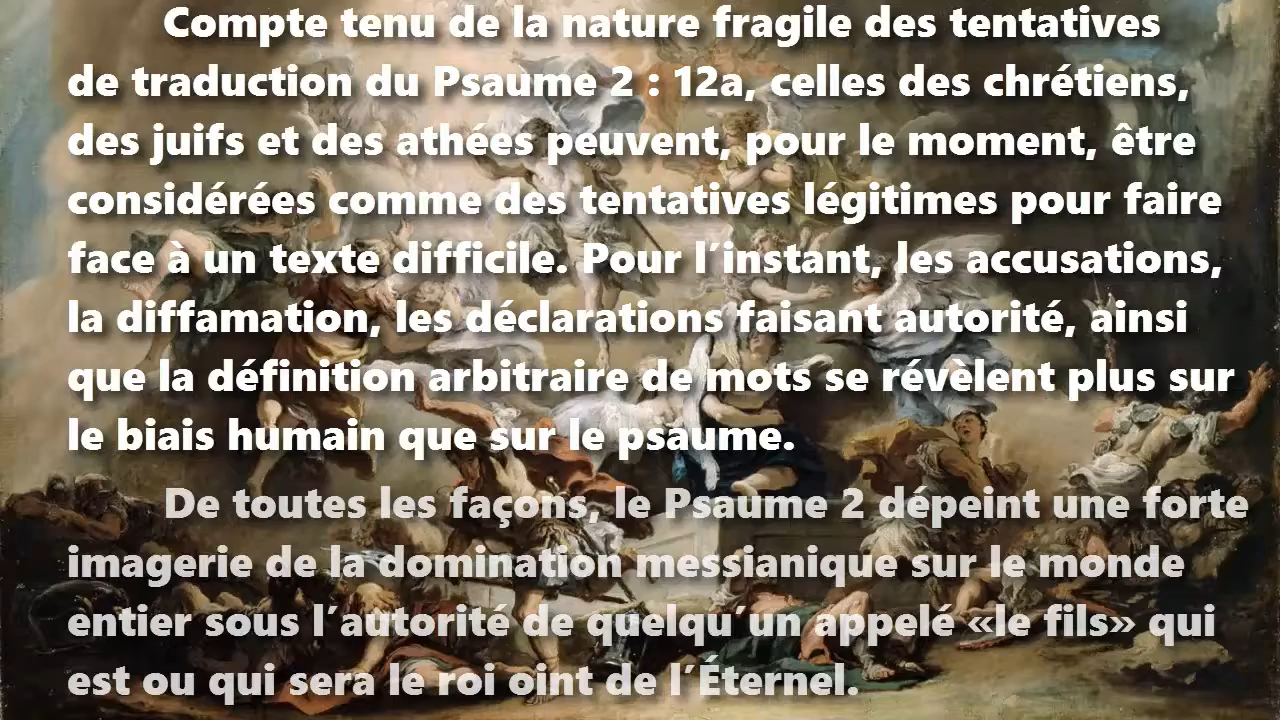 Compte tenu de la nature fragile des tentatives
de traduction du Psaume 2 : 12a, celles des chrétiens,
des juifs et des athées peuvent, pour le moment, être
considérées comme des tentatives légitimes pour faire
face à un texte difficile. Pour l´instant, les accusations,
la diffamation, les déclarations faisant autorité, ainsi
que la définition arbitraire de mots se révèlent plus sur
le biais humain que sur le psaume.
De toutes les façons, le Psaume 2 dépeint une forte
imagerie de la domination messianique sur le monde
entier sous l´autorité de quelqu´un appelé «le fils» qui
est ou qui sera le roi oint de l´Éternel.